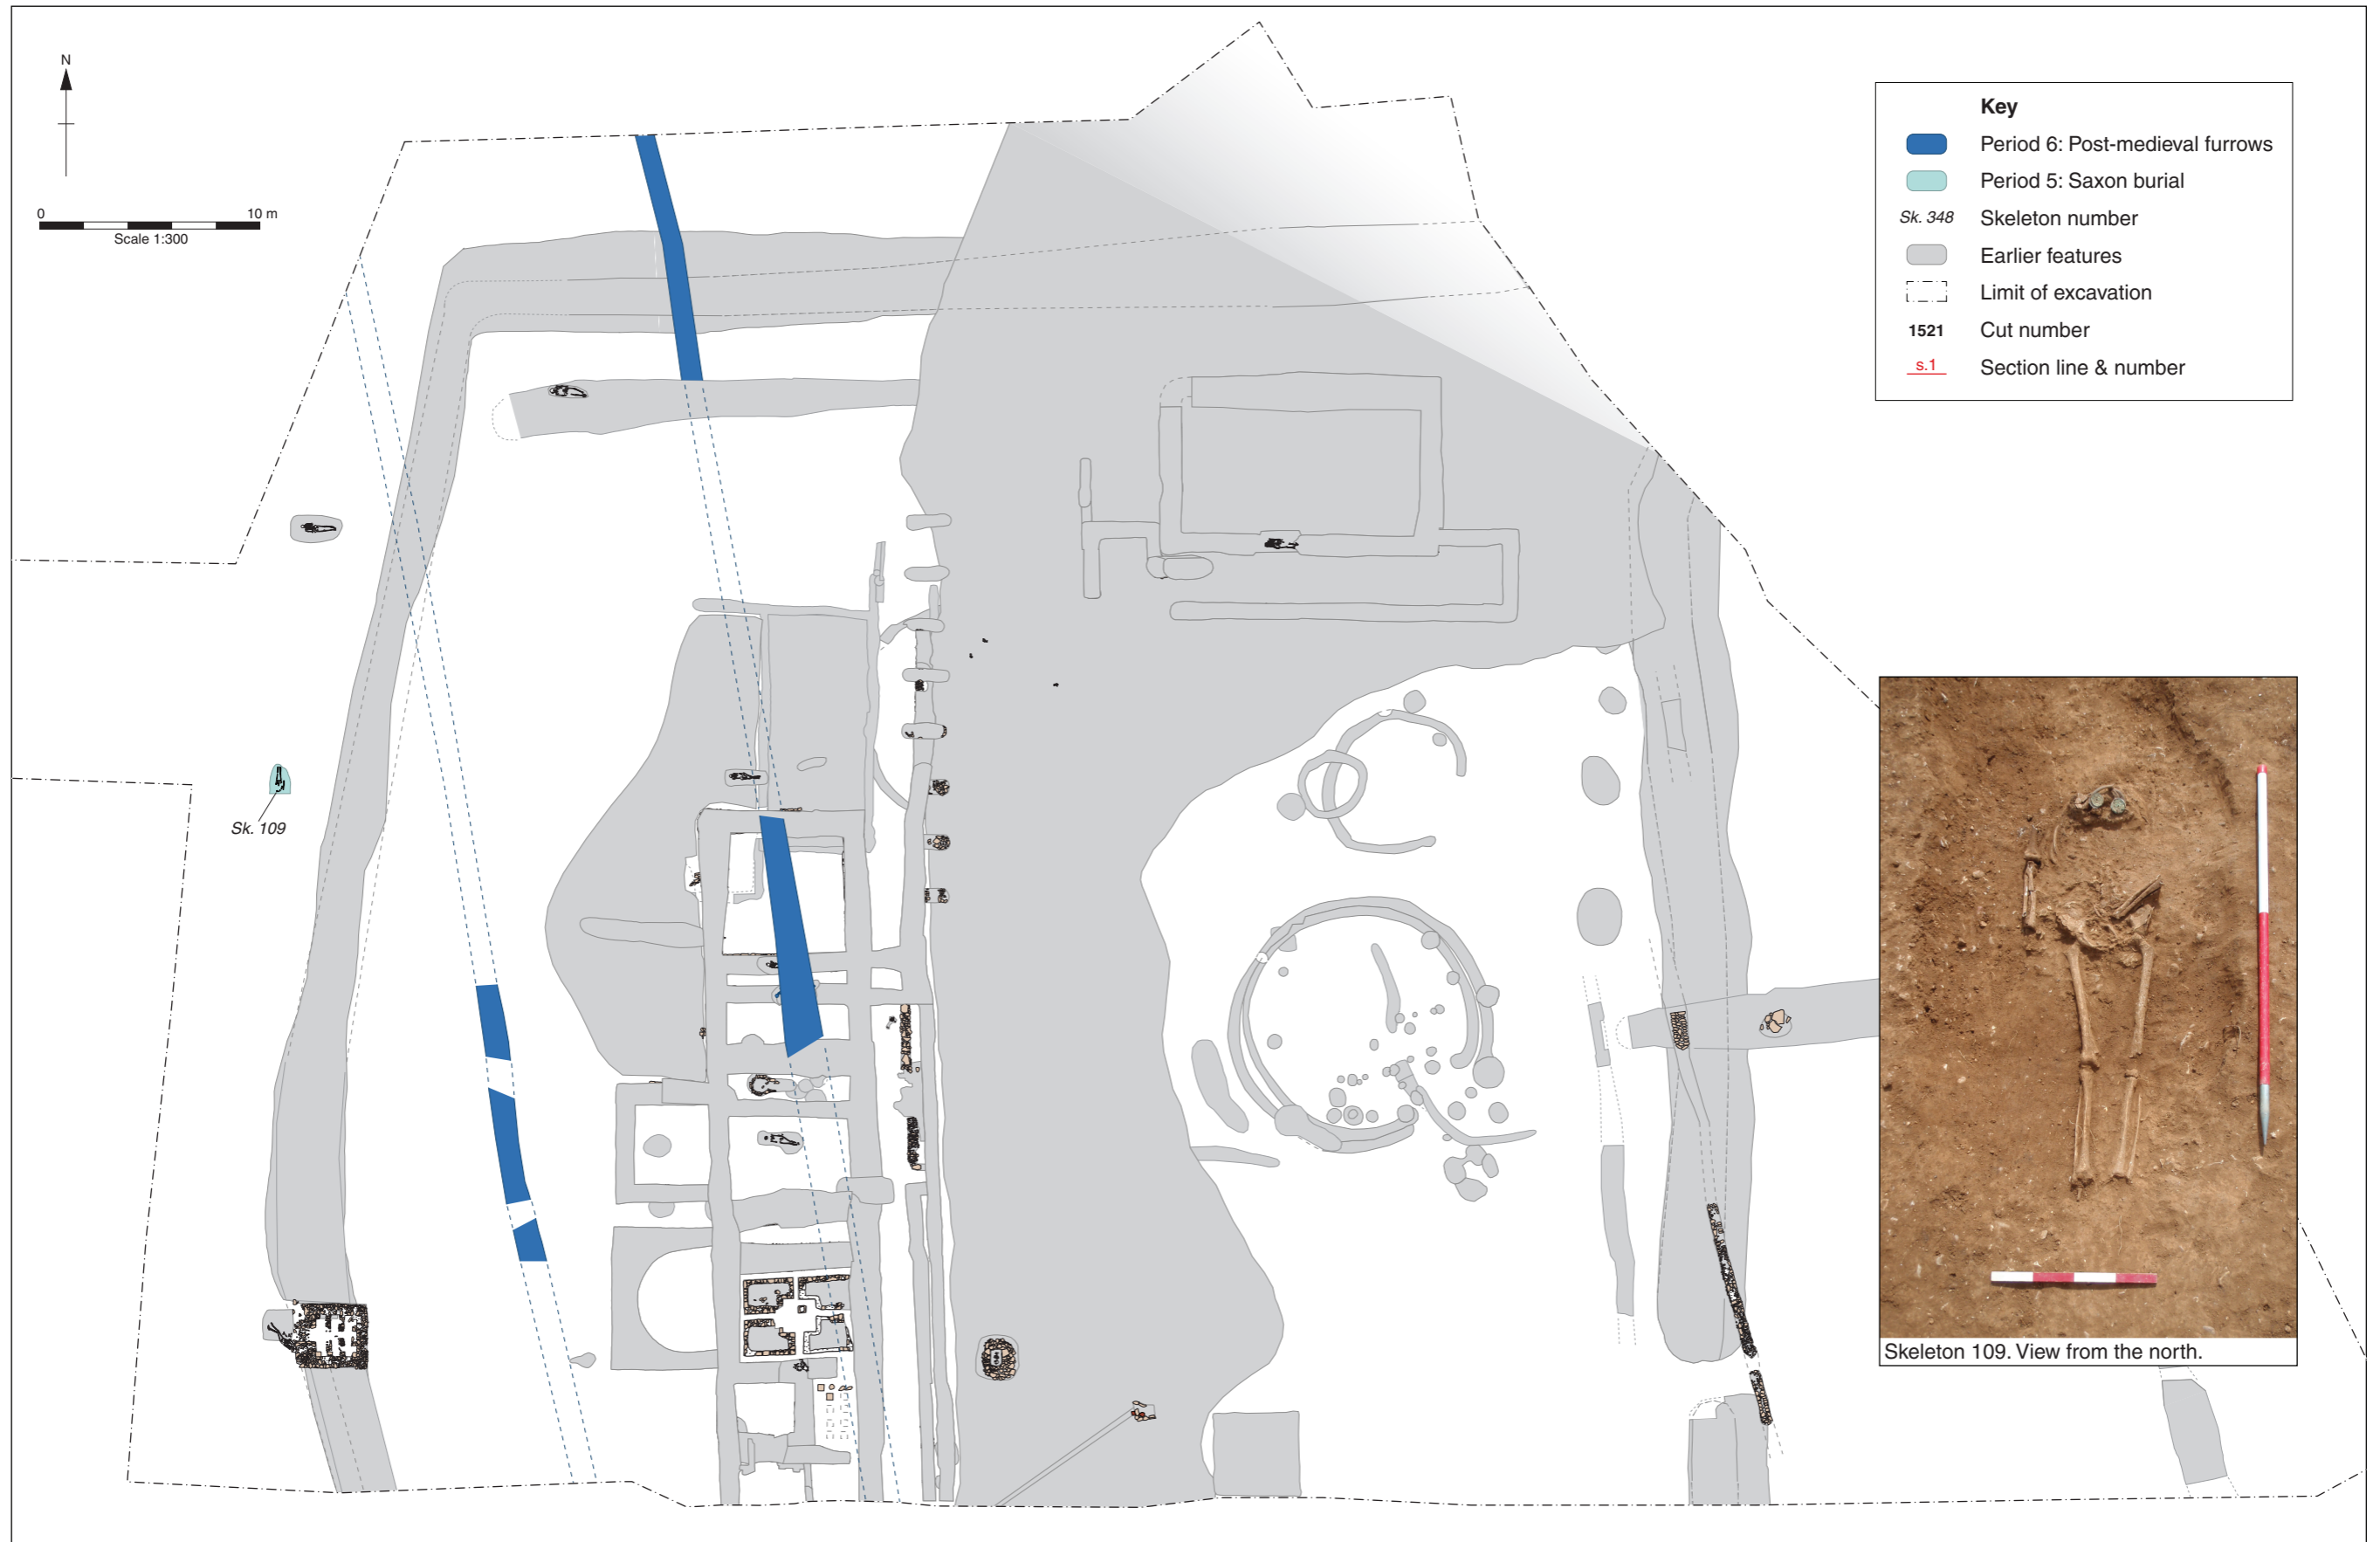 N
0 10 m
Scale 1:300
Key
Period 6: Post-medieval furrows
Period 5: Saxon burial
Sk. 348 Skeleton number
Earlier features
Limit of excavation
1521 Cut number
s.1 Section line & number
Sk. 109
Skeleton 109. View from the north.